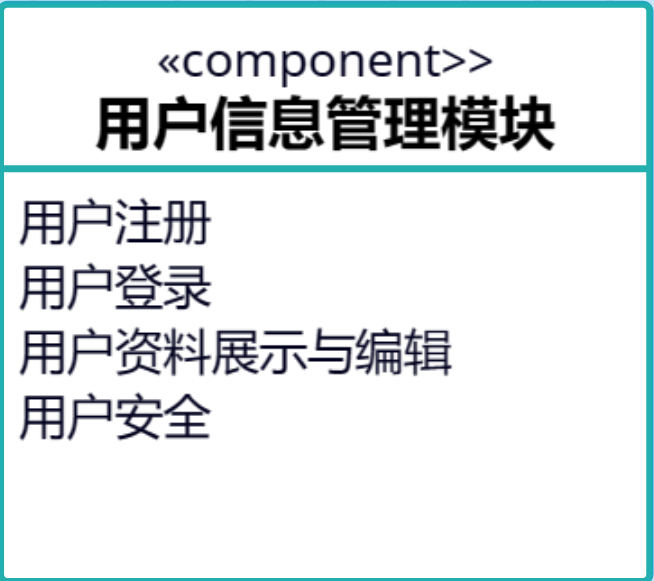 «component>>
用户信息管理模块
用户注册
用户登录
用户资料展示与编辑
用户安全